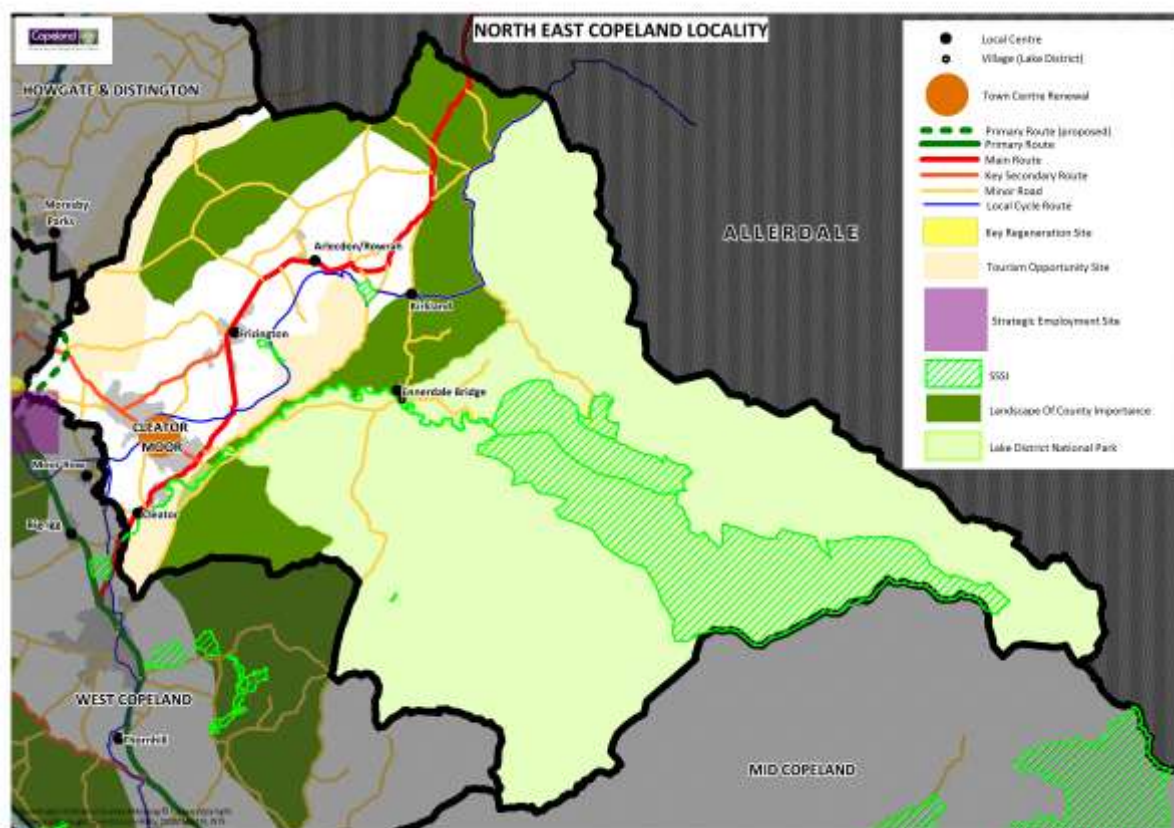 Copeland
NORTH EAST COPELAND LOCALITY
HOWGATE & DISTINGTON
Moresby
Parks
Arlecdon/Rowrah
Kirkland
Frizington
Ennerdale Bridge
CLEATOR
MOOR
Moor Row
Cleator
Bigrigg
WEST COPELAND
Thornhill
MID COPELAND
ALLERDALE
Local Centre
Village (Lake District)
Town Centre Renewal
Primary Route (proposed)
Primary Route
Main Route
Key Secondary Route
Minor Road
Local Cycle Route
Key Regeneration Site
Tourism Opportunity Site
Strategic Employment Site
SSSI
Landscape Of County Importance
Lake District National Park